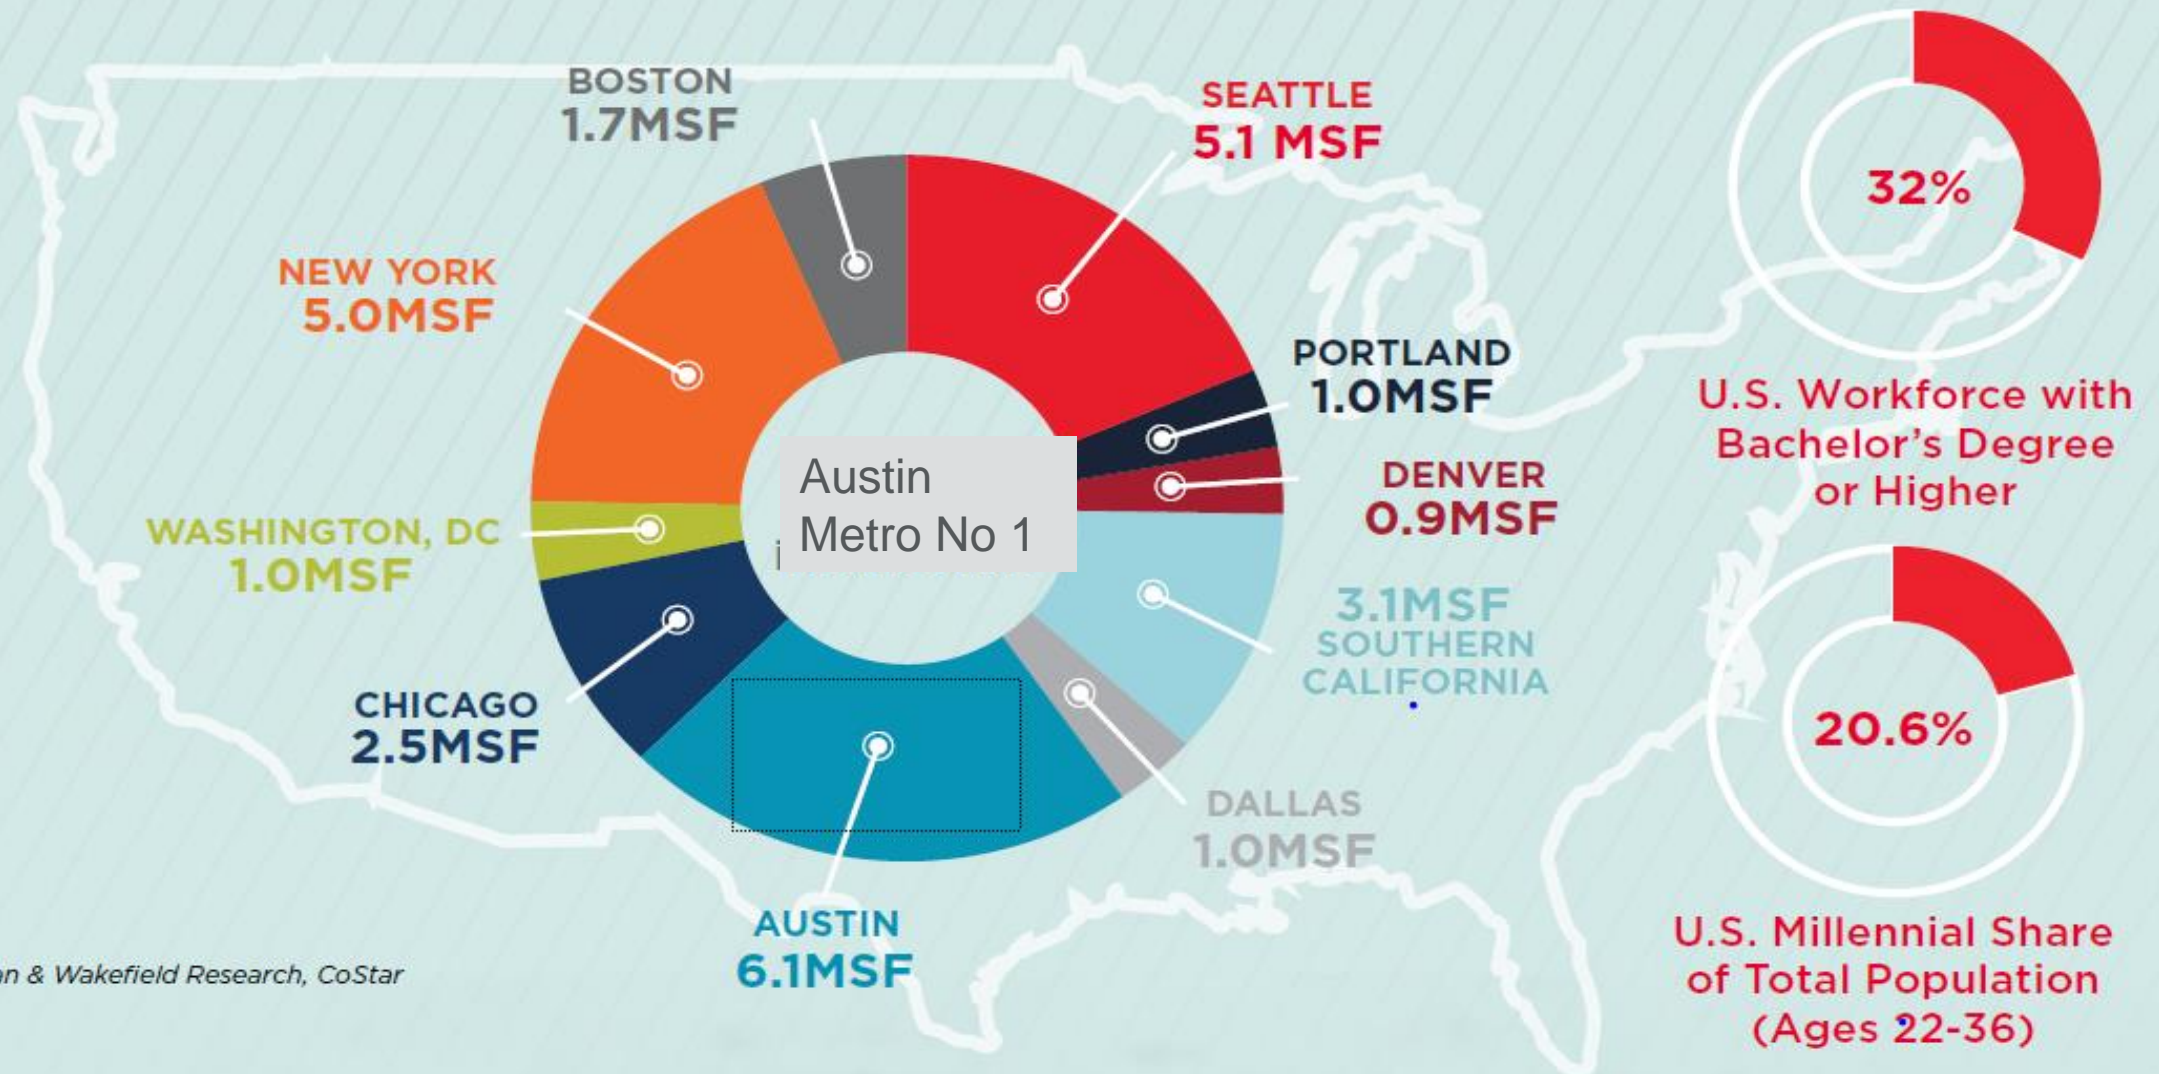 BOSTON
1.7MSF
SEATTLE
5.1 MSF
NEW YORK
5.0MSF
PORTLAND
1.0MSF
DENVER
0.9MSF
WASHINGTON, DC
1.0MSF
Austin
Metro No 1
3.1MSF
SOUTHERN
CALIFORNIA
CHICAGO
2.5MSF
DALLAS
1.0MSF
AUSTIN
6.1MSF
& Wakefield Research, CoStar
32%
U.S. Workforce with
Bachelor's Degree
or Higher
20.6%
U.S. Millennial Share
of Total Population
(Ages 22-36)